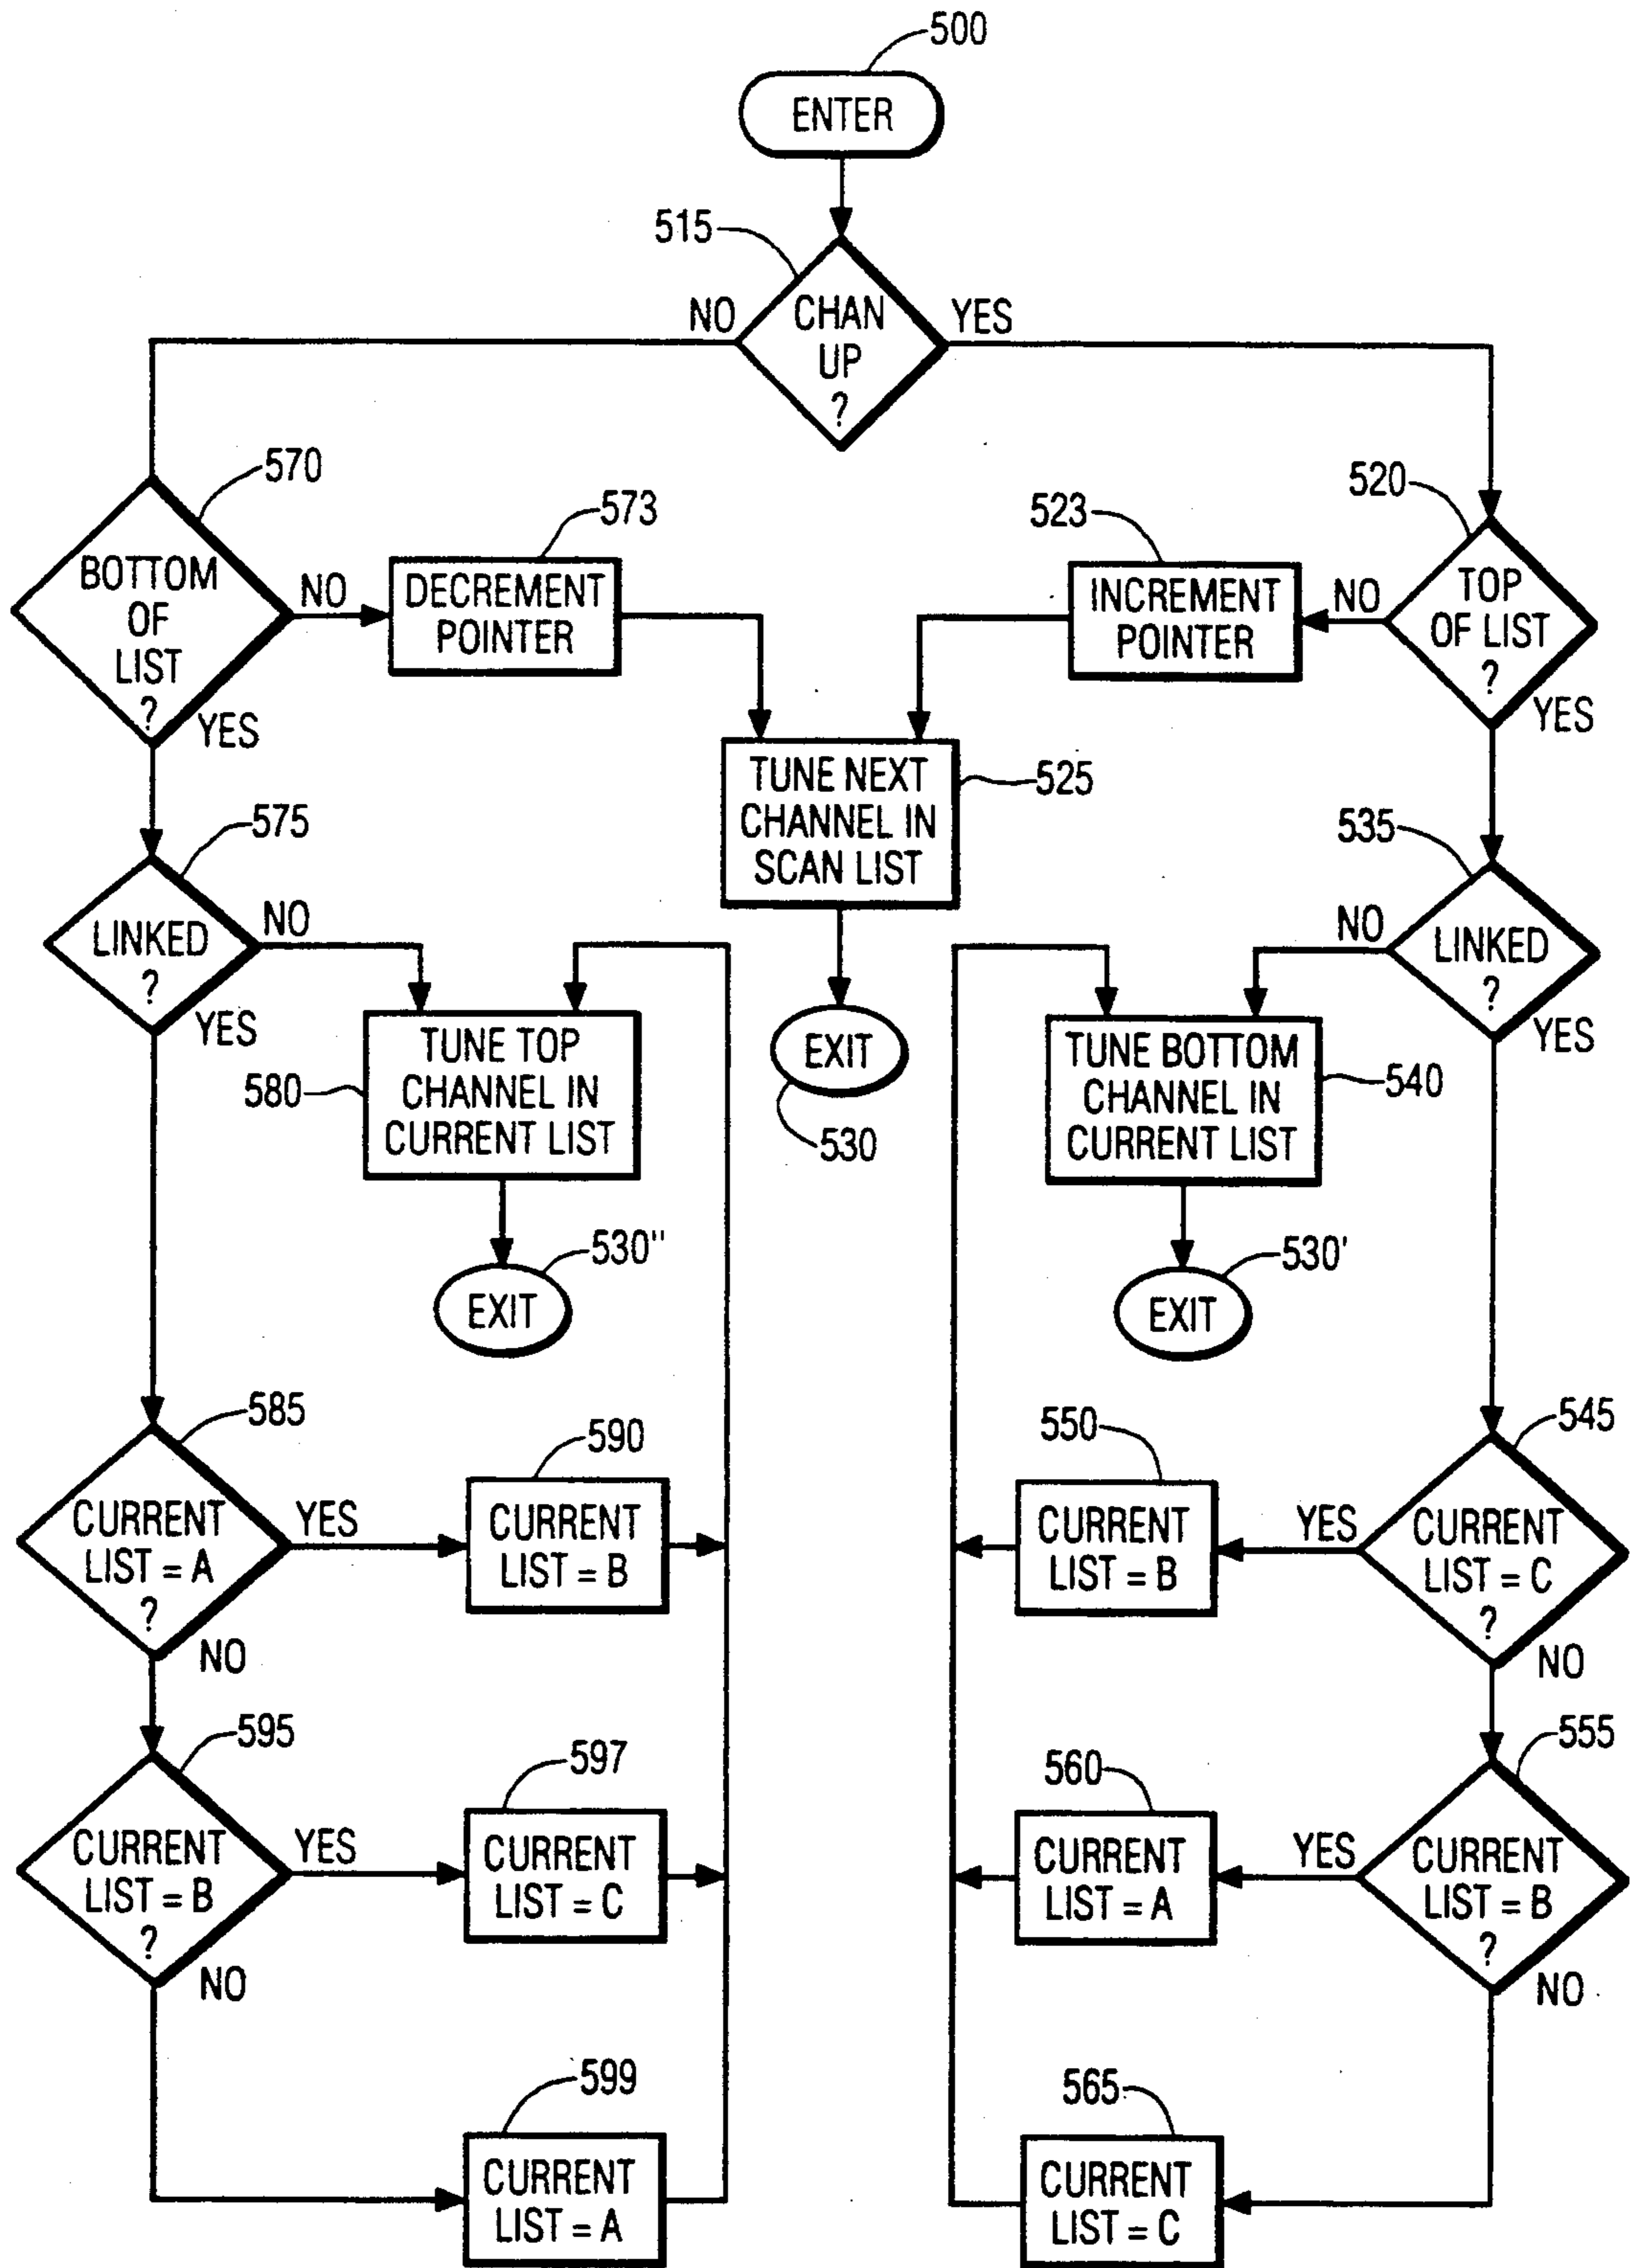 500
ENTER
515
NO
CHAN
UP
?
YES
570
BOTTOM
OF
LIST
?
NO
YES
573
DECREMENT
POINTER
523
INCREMENT
POINTER
520
TOP
OF LIST
?
NO
YES
TUNE NEXT
CHANNEL IN
SCAN LIST
525
575
LINKED
?
NO
YES
535
LINKED
?
NO
YES
TUNE TOP
CHANNEL IN
CURRENT LIST
580
EXIT
530
TUNE BOTTOM
CHANNEL IN
CURRENT LIST
540
530"
EXIT
530'
EXIT
585
CURRENT
LIST = A
?
YES
NO
590
CURRENT
LIST = B
550
CURRENT
LIST = B
545
CURRENT
LIST = C
?
YES
NO
595
CURRENT
LIST = B
?
YES
NO
597
CURRENT
LIST = C
560
CURRENT
LIST = A
555
CURRENT
LIST = B
?
YES
NO
599
CURRENT
LIST = A
565
CURRENT
LIST = C